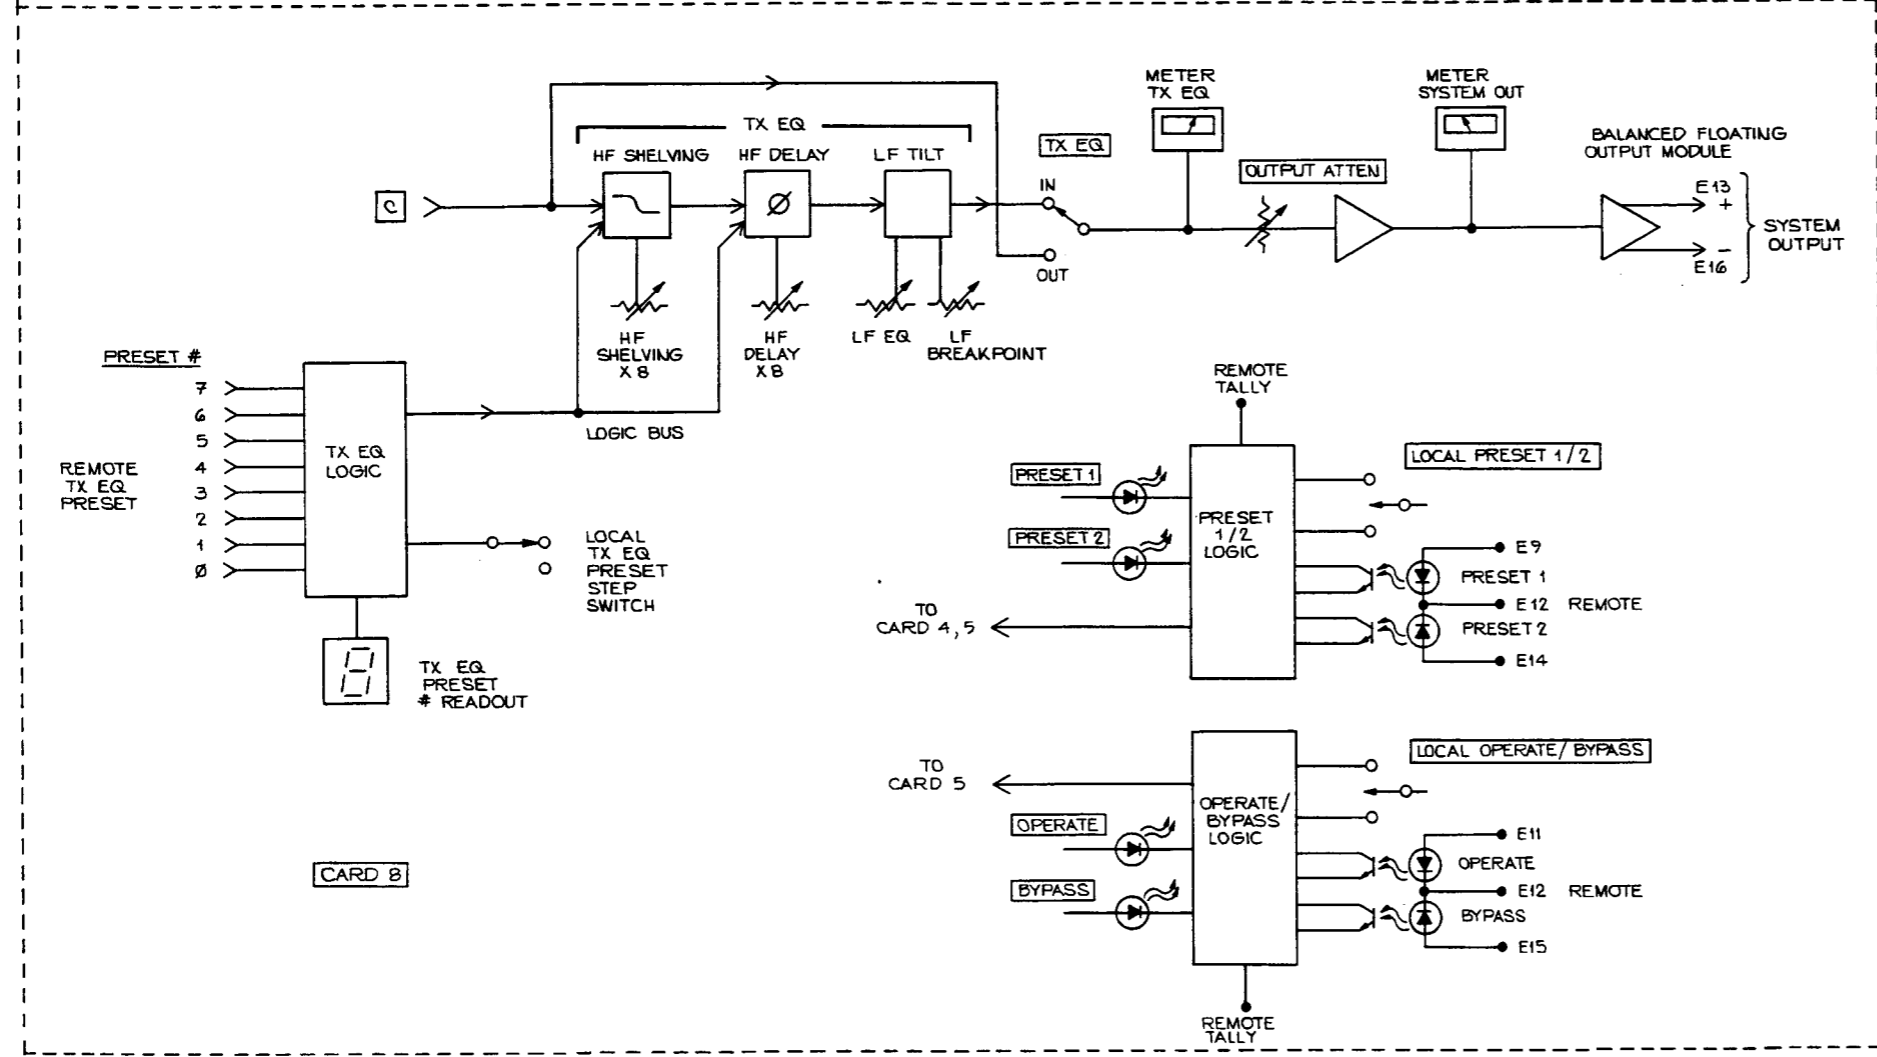 METER
TX EQ
METER
SYSTEM OUT
TX EQ
HF SHELVING
HF DELAY
LF TILT
TX EQ
IN
OUT
OUTPUT ATTEN
BALANCED FLOATING
OUTPUT MODULE
E13
+
−
E16
SYSTEM
OUTPUT
C
Ø
HF
SHELVING
X 8
HF
DELAY
X 8
LF EQ
LF
BREAKPOINT
PRESET #
7
6
5
4
3
2
1
Ø
REMOTE
TX EQ
PRESET
TX EQ
LOGIC
LOGIC BUS
LOCAL
TX EQ
PRESET
STEP
SWITCH
8
TX EQ
PRESET
# READOUT
REMOTE
TALLY
PRESET 1
PRESET 2
PRESET
1/2
LOGIC
LOCAL PRESET 1/2
E9
PRESET 1
E12 REMOTE
PRESET 2
E14
TO
CARD 4,5
TO
CARD 5
OPERATE
BYPASS
OPERATE/
BYPASS
LOGIC
LOCAL OPERATE/BYPASS
E11
OPERATE
E12 REMOTE
BYPASS
E15
REMOTE
TALLY
CARD 8